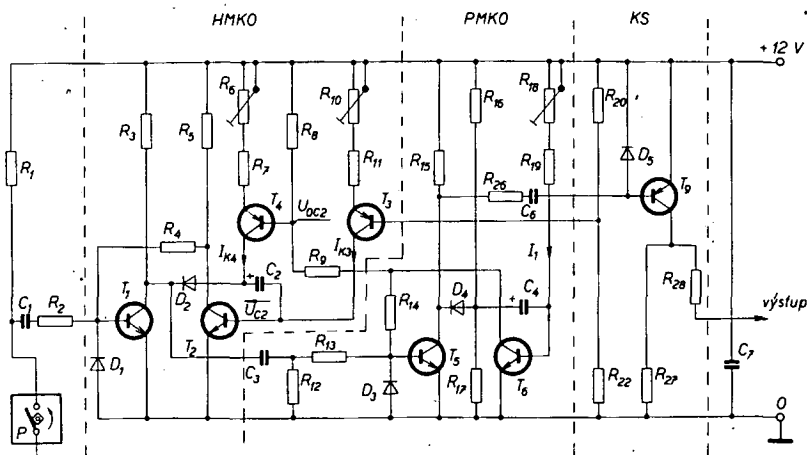 HMKO
PMKO
KS
+12 V
R6
R10
R18
R16
R20
R3
R5
R8
R1
R7
R11
R15
R19
D5
R26
T9
T4
UOC2
T3
C6
R4
IK4
C2
R9
IK3
I1
R28
T1
D2
D4
C4
výstup
C1
R2
UC2
R14
T2
R13
T5
C7
C3
D1
R12
D3
R17
T6
R22
R27
P
0